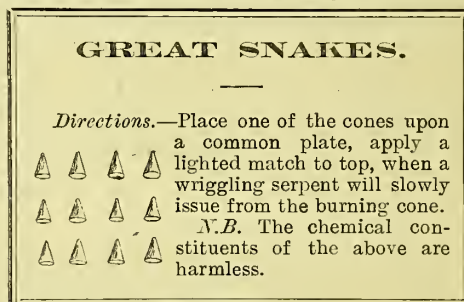 GREAT SNAKES.
Directions.—Place one of the cones upon
a common plate, apply a
lighted match to top, when a
wriggling serpent will slowly
issue from the burning cone.
N.B. The chemical con-
stituents of the above are
harmless.